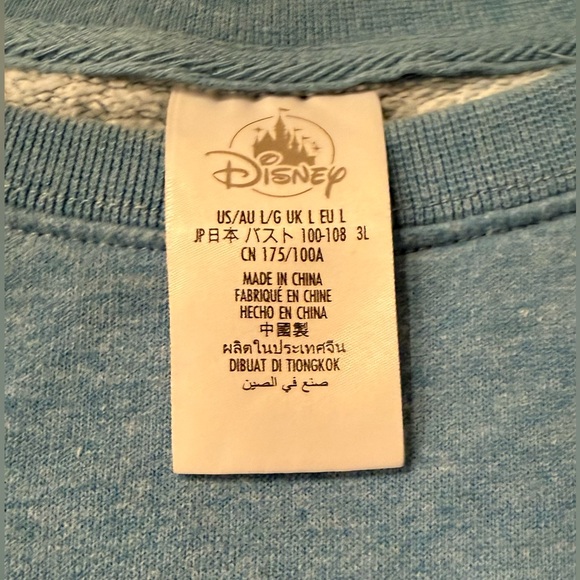 Disney
US/AU L/G UK L EU L
JP日本 バスト 100-108 3L
CN 175/100A
MADE IN CHINA
FABRIQUÉ EN CHINE
HECHO EN CHINA
中國製
ผลิตในประเทศจีน
DIBUAT DI TIONGKOK
صنع في الصين